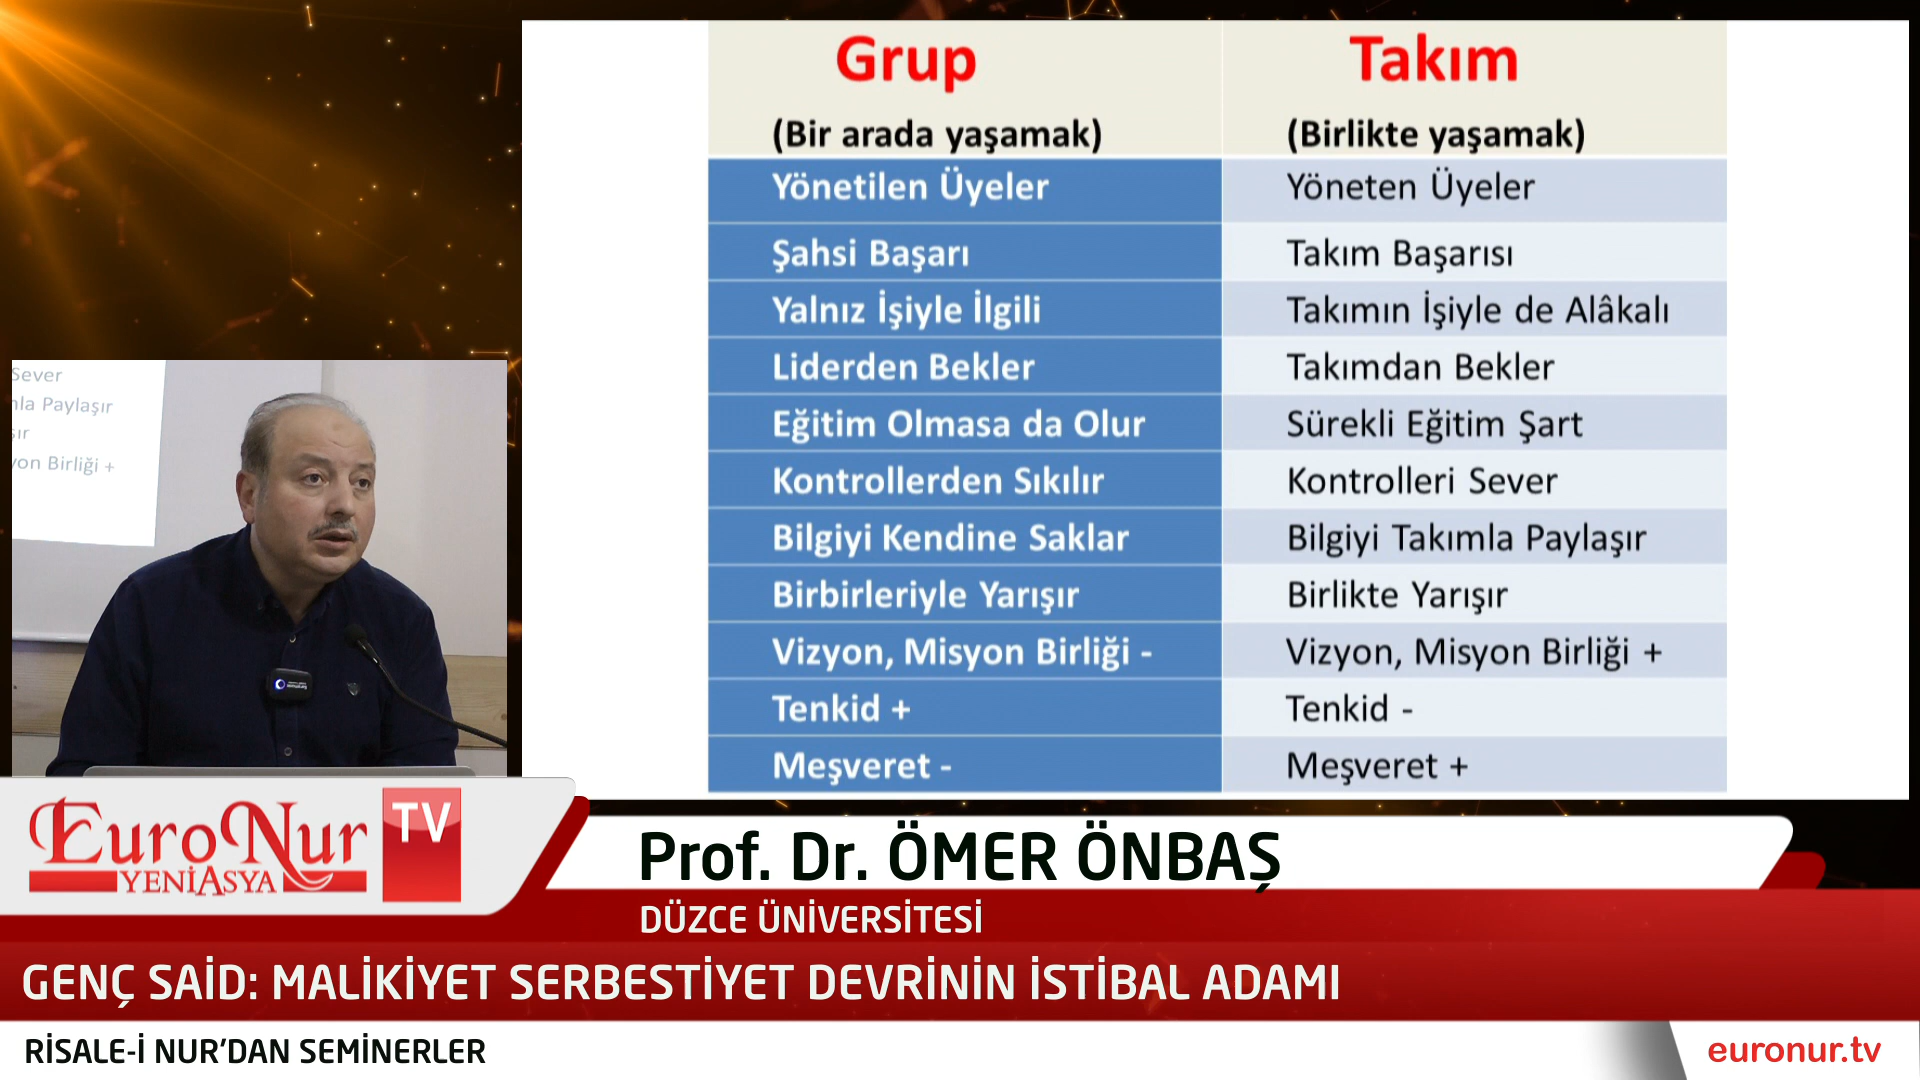 Grup Takım
(Bir arada yaşamak) (Birlikte yaşamak)
Yönetilen Üyeler Yöneten Üyeler
Şahsi Başarı Takım Başarısı
Yalnız İşiyle İlgili Takımın İşiyle de Alâkalı
Liderden Bekler Takımdan Bekler
Eğitim Olmasa da Olur Sürekli Eğitim Şart
Kontrollerden Sıkılır Kontrolleri Sever
Bilgiyi Kendine Saklar Bilgiyi Takımla Paylaşır
Birbirleriyle Yarışır Birlikte Yarışır
Vizyon, Misyon Birliği - Vizyon, Misyon Birliği +
Tenkid + Tenkid -
Meşveret - Meşveret +
Sever
la Paylaşır
ır
yon Birliği +
EuroNur TV
YENİASYA
Prof. Dr. ÖMER ÖNBAŞ
DÜZCE ÜNİVERSİTESİ
GENÇ SAİD: MALİKİYET SERBESTİYET DEVRİNİN İSTİBAL ADAMI
RİSALE-İ NUR'DAN SEMİNERLER
euronur.tv